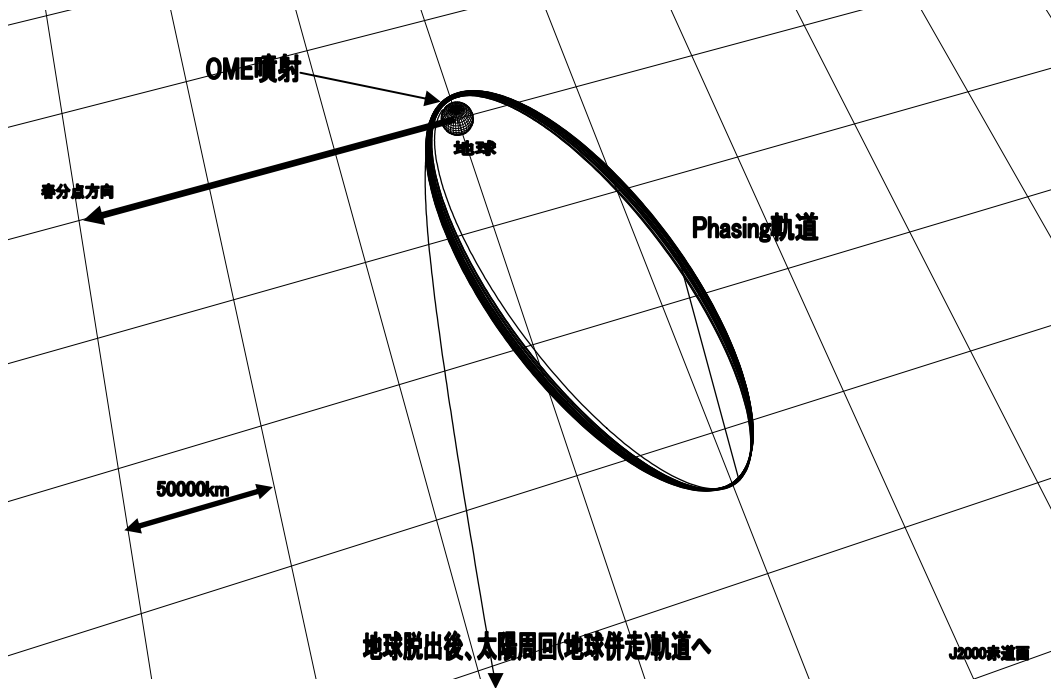 OME噴射
地球
春分点方向
Phasing軌道
50000km
地球脱出後、太陽周回(地球併走)軌道へ
J2000赤道面